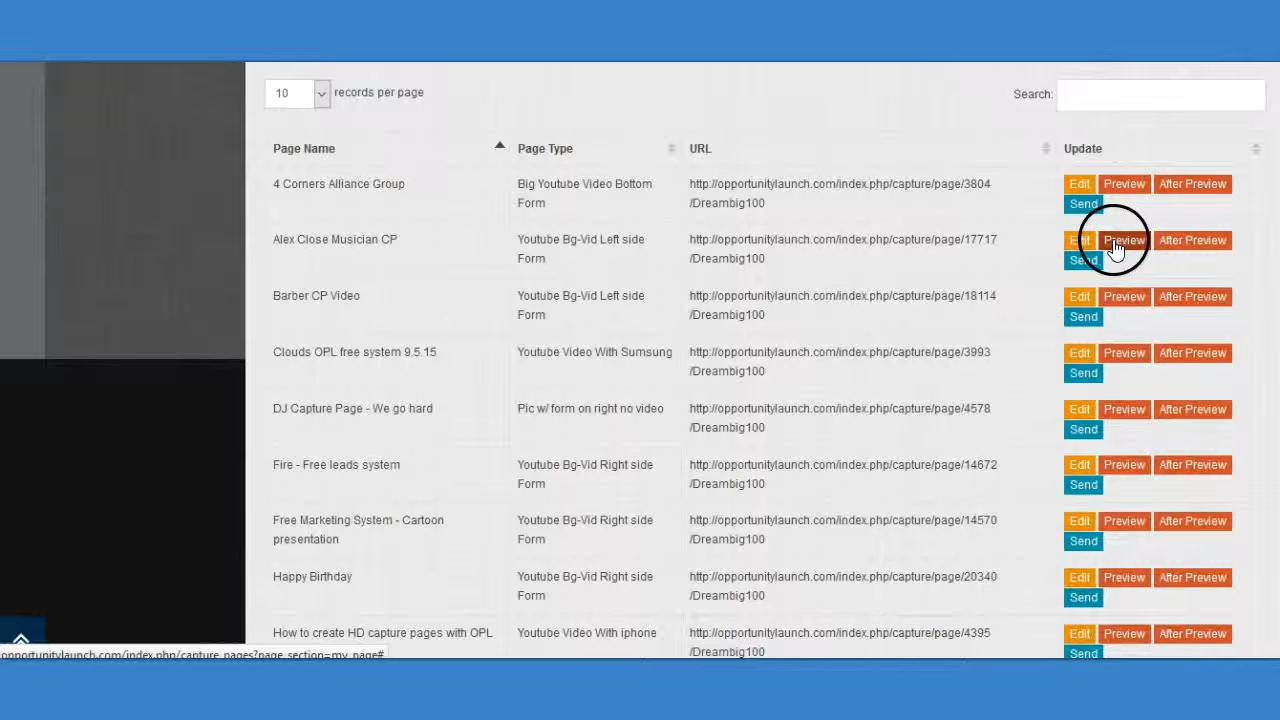 10 records per page Search:
Page Name Page Type URL Update
4 Corners Alliance Group Big Youtube Video Bottom http://opportunitylaunch.com/index.php/capture/page/3804 Edit Preview After Preview
Form /Dreambig100 Send
Alex Close Musician CP Youtube Bg-Vid Left side http://opportunitylaunch.com/index.php/capture/page/17717 Edit Preview After Preview
Form /Dreambig100 Send
Barber CP Video Youtube Bg-Vid Left side http://opportunitylaunch.com/index.php/capture/page/18114 Edit Preview After Preview
Form /Dreambig100 Send
Clouds OPL free system 9.5.15 Youtube Video With Sumsung http://opportunitylaunch.com/index.php/capture/page/3993 Edit Preview After Preview
/Dreambig100 Send
DJ Capture Page - We go hard Pic w/ form on right no video http://opportunitylaunch.com/index.php/capture/page/4578 Edit Preview After Preview
/Dreambig100 Send
Fire - Free leads system Youtube Bg-Vid Right side http://opportunitylaunch.com/index.php/capture/page/14672 Edit Preview After Preview
Form /Dreambig100 Send
Free Marketing System - Cartoon Youtube Bg-Vid Right side http://opportunitylaunch.com/index.php/capture/page/14570 Edit Preview After Preview
presentation Form /Dreambig100 Send
Happy Birthday Youtube Bg-Vid Right side http://opportunitylaunch.com/index.php/capture/page/20340 Edit Preview After Preview
Form /Dreambig100 Send
How to create HD capture pages with OPL Youtube Video With iphone http://opportunitylaunch.com/index.php/capture/page/4395 Edit Preview After Preview
/Dreambig100 Send
opportunitylaunch.com/index.php/capture_pages?page_section=my_page#